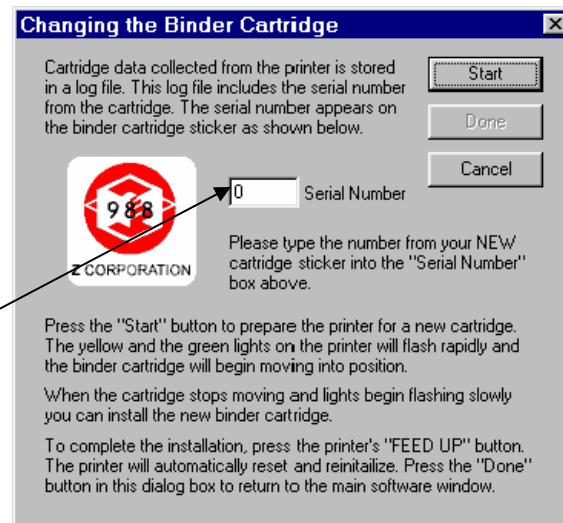 Changing the Binder Cartridge
Cartridge data collected from the printer is stored
in a log file. This log file includes the serial number
from the cartridge. The serial number appears on
the binder cartridge sticker as shown below.
Start
Done
Cancel
988
Z CORPORATION
0 Serial Number
Please type the number from your NEW
cartridge sticker into the "Serial Number"
box above.
Press the "Start" button to prepare the printer for a new cartridge.
The yellow and the green lights on the printer will flash rapidly and
the binder cartridge will begin moving into position.
When the cartridge stops moving and lights begin flashing slowly
you can install the new binder cartridge.
To complete the installation, press the printer's "FEED UP" button.
The printer will automatically reset and reinitailize. Press the "Done"
button in this dialog box to return to the main software window.